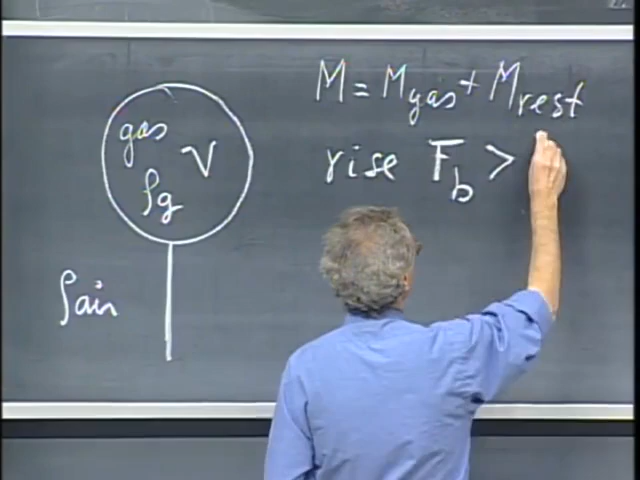 M = Mgas + Mrest
rise Fb >
gas
V
ρg
ρair